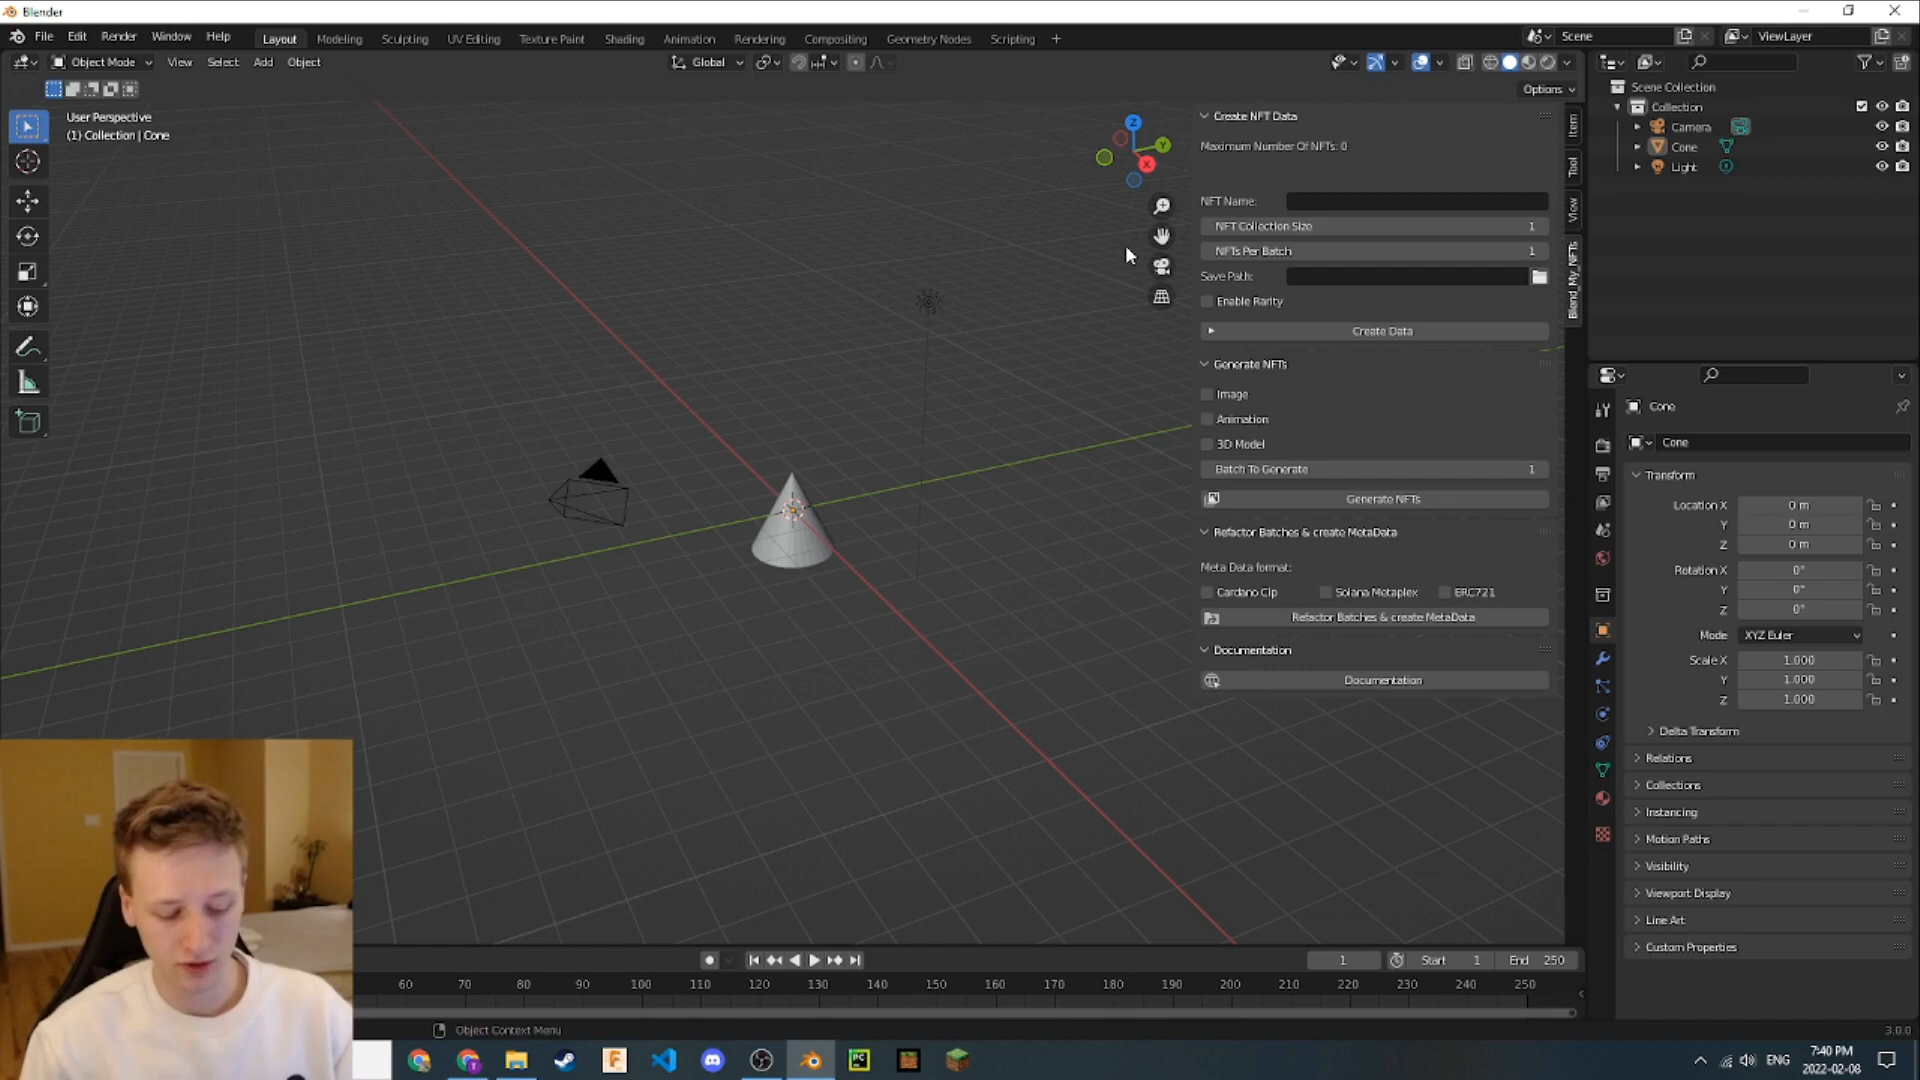 Blender
File Edit Render Window Help Layout Modeling Sculpting UV Editing Texture Paint Shading Animation Rendering Compositing Geometry Nodes Scripting + Scene ViewLayer
Object Mode View Select Add Object Global
Options
User Perspective
(1) Collection | Cone
Z
Y
X
Create NFT Data
Maximum Number Of NFTs: 0
NFT Name:
NFT Collection Size 1
NFTs Per Batch 1
Save Path:
Enable Rarity
Create Data
Generate NFTs
Image
Animation
3D Model
Batch To Generate 1
Generate NFTs
Refactor Batches & create MetaData
Meta Data format:
Cardano Cip Solana Metaplex ERC721
Refactor Batches & create MetaData
Documentation
Documentation
Item
Tool
View
Blend_My_NFTs
Scene Collection
Collection
Camera
Cone
Light
Cone
Cone
Transform
Location X 0 m
Y 0 m
Z 0 m
Rotation X 0°
Y 0°
Z 0°
Mode XYZ Euler
Scale X 1.000
Y 1.000
Z 1.000
Delta Transform
Relations
Collections
Instancing
Motion Paths
Visibility
Viewport Display
Line Art
Custom Properties
1 Start 1 End 250
60 70 80 90 100 110 120 130 140 150 160 170 180 190 200 210 220 230 240 250
Object Context Menu
3.0.0
F
PC
ENG
7:40 PM
2022-02-08